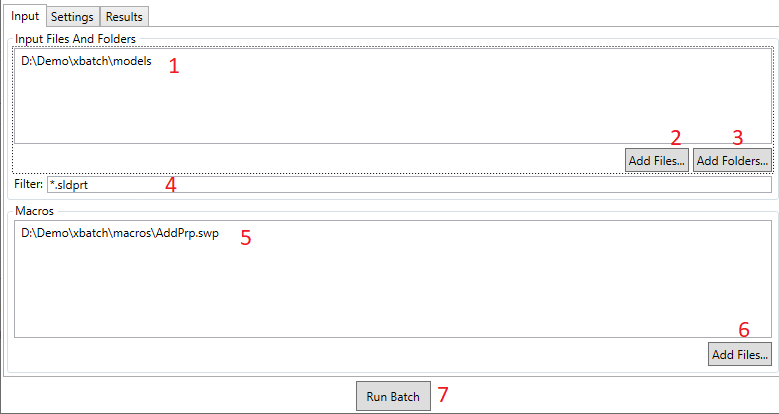 Input Settings Results
Input Files And Folders
D:\Demo\xbatch\models 1
2 3
Add Files... Add Folders...
Filter: *.sldprt 4
Macros
D:\Demo\xbatch\macros\AddPrp.swp 5
6
Add Files...
Run Batch 7